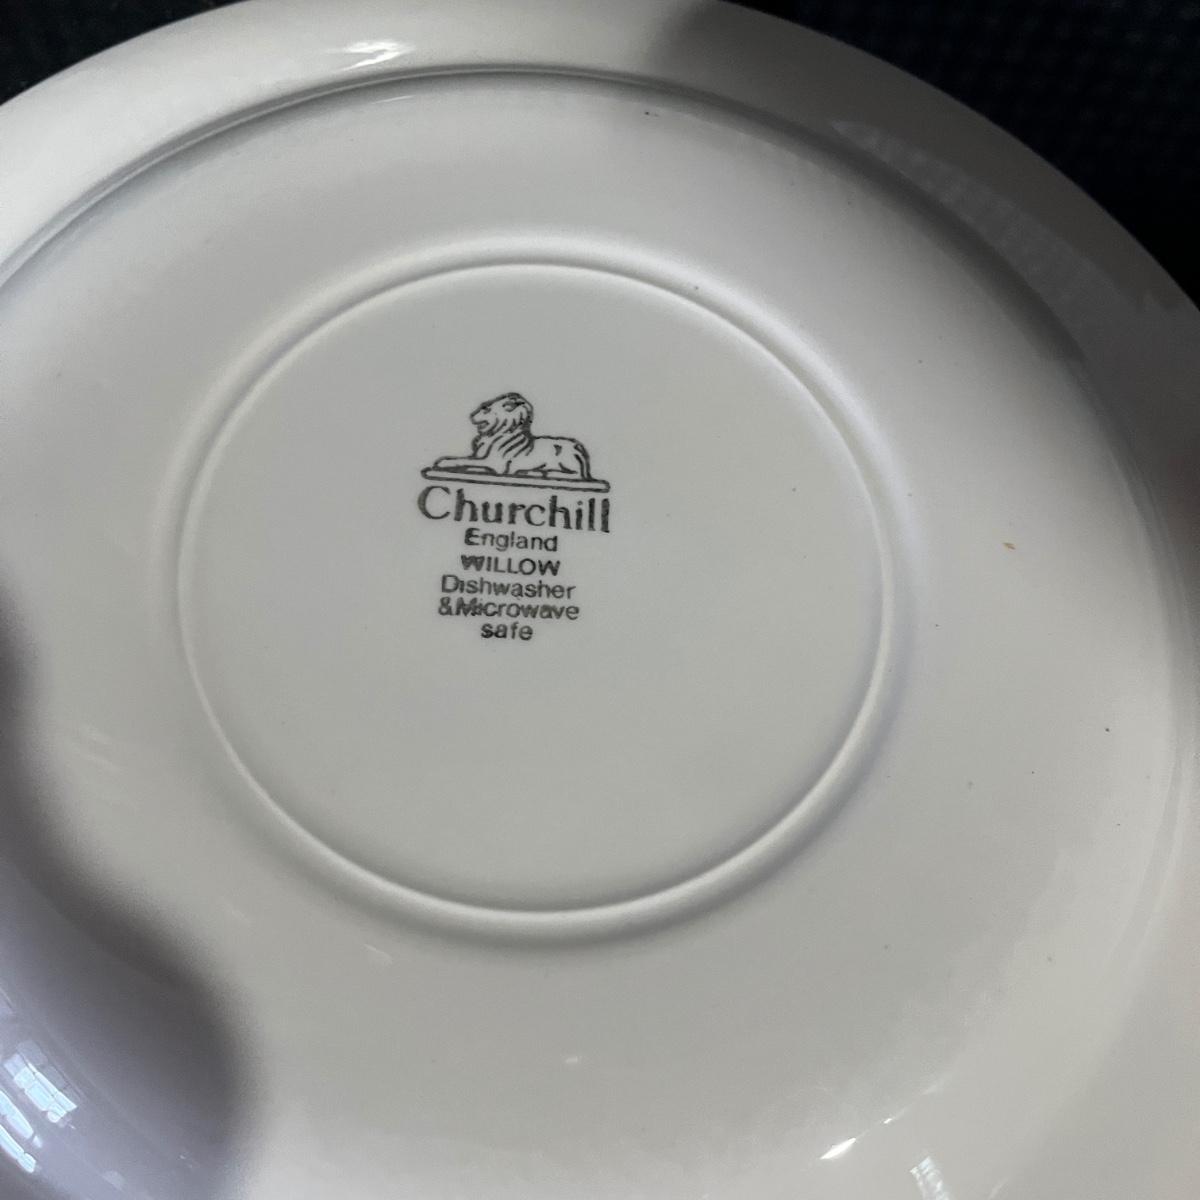 Churchill
England
WILLOW
Dishwasher
&Microwave
safe